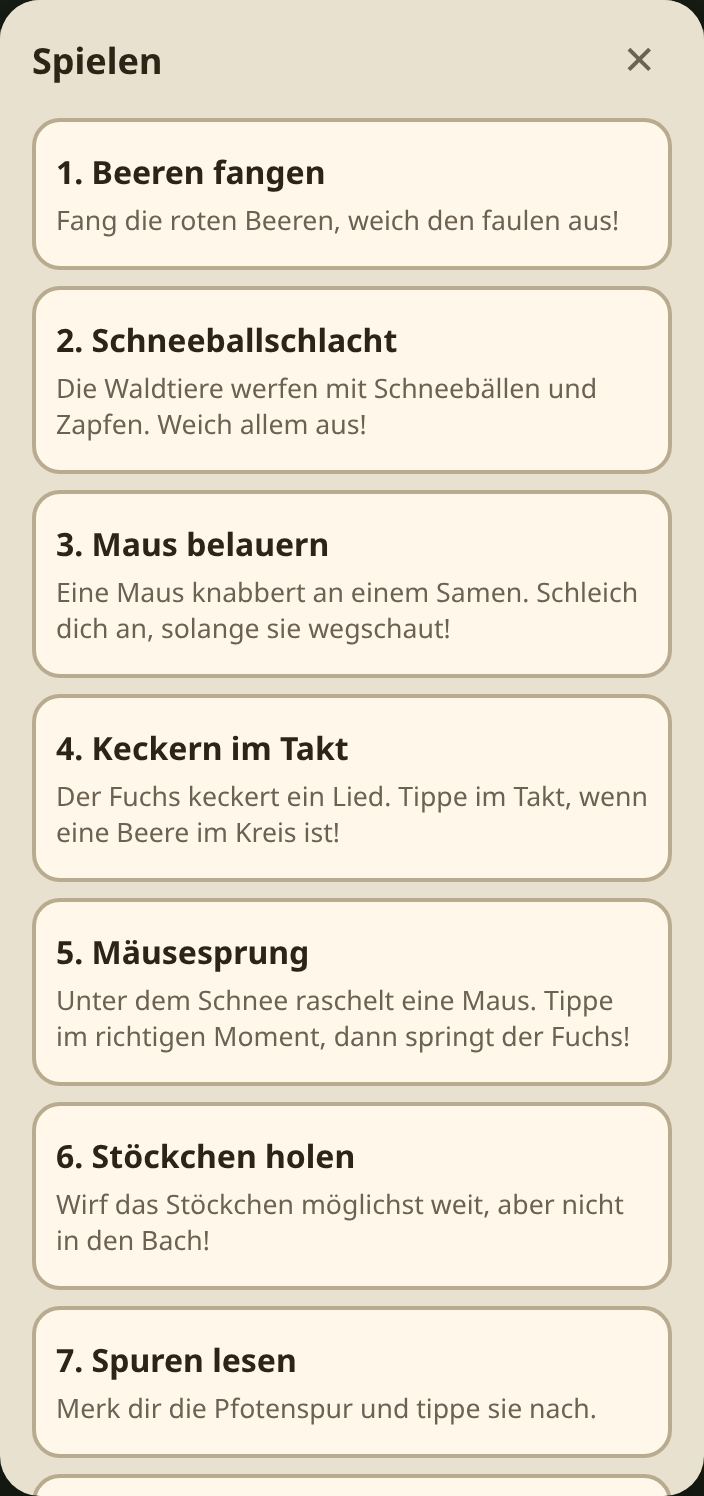 Spielen ✕
1. Beeren fangen
Fang die roten Beeren, weich den faulen aus!
2. Schneeballschlacht
Die Waldtiere werfen mit Schneebällen und
Zapfen. Weich allem aus!
3. Maus belauern
Eine Maus knabbert an einem Samen. Schleich
dich an, solange sie wegschaut!
4. Keckern im Takt
Der Fuchs keckert ein Lied. Tippe im Takt, wenn
eine Beere im Kreis ist!
5. Mäusesprung
Unter dem Schnee raschelt eine Maus. Tippe
im richtigen Moment, dann springt der Fuchs!
6. Stöckchen holen
Wirf das Stöckchen möglichst weit, aber nicht
in den Bach!
7. Spuren lesen
Merk dir die Pfotenspur und tippe sie nach.